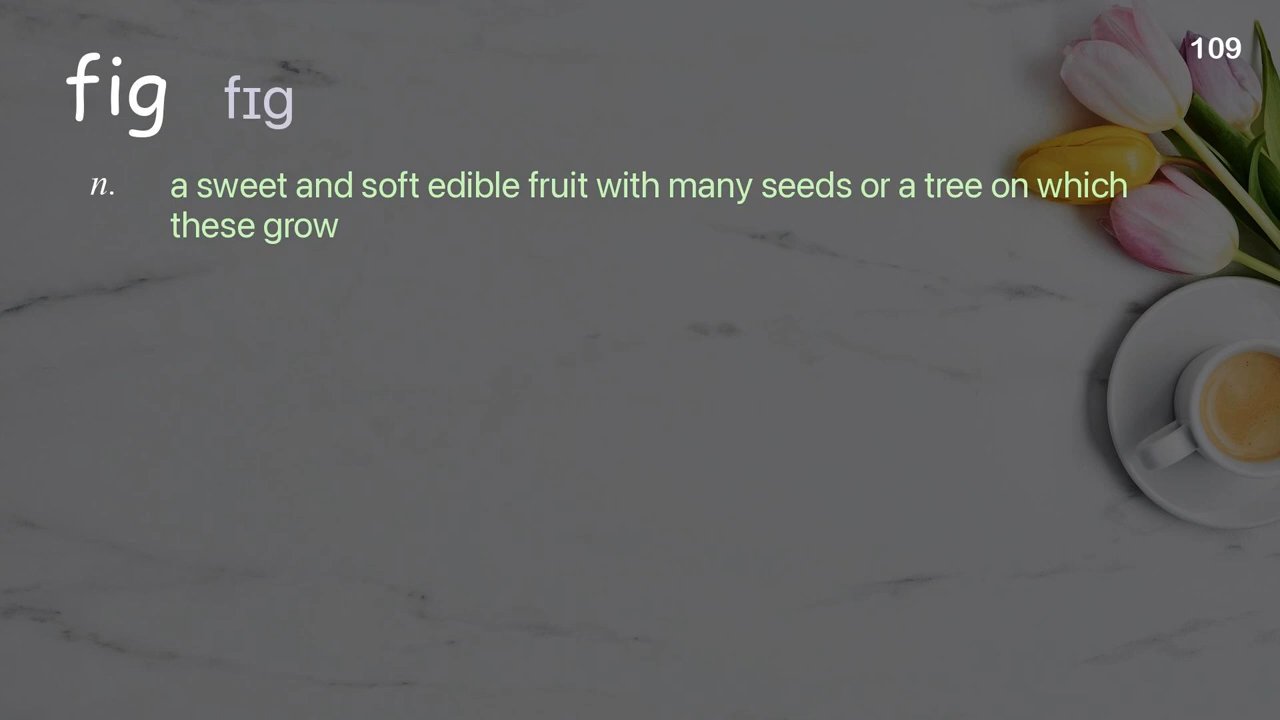 109
fig fɪg
n. a sweet and soft edible fruit with many seeds or a tree on which
these grow